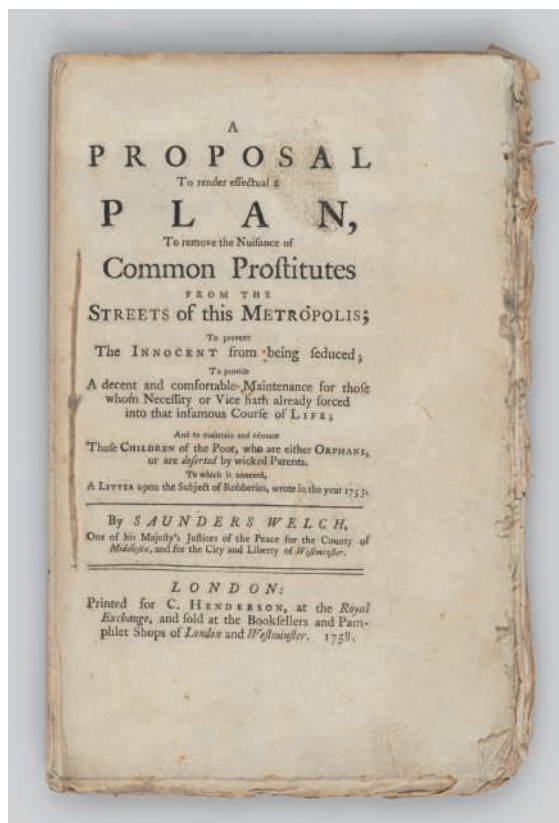 A
PROPOSAL
To render effectual a
PLAN,
To remove the Nuiſance of
Common Proſtitutes
FROM THE
STREETS of this METROPOLIS;
To prevent
The INNOCENT from being ſeduced;
To provide
A decent and comfortable Maintenance for thoſe
whom Neceſſity or Vice hath already forced
into that infamous Courſe of LIFE;
And to maintain and educate
Thoſe CHILDREN of the Poor, who are either ORPHANS,
or are deſerted by wicked Parents.
To which is annexed,
A LETTER upon the Subject of Robberies, wrote in the year 1753.
By SAUNDERS WELCH,
One of his Majeſty's Juſtices of the Peace for the County of
Middleſex, and for the City and Liberty of Weſtminſter.
LONDON:
Printed for C. HENDERSON, at the Royal
Exchange, and ſold at the Bookſellers and Pam-
phlet Shops of London and Weſtminſter. 1758.